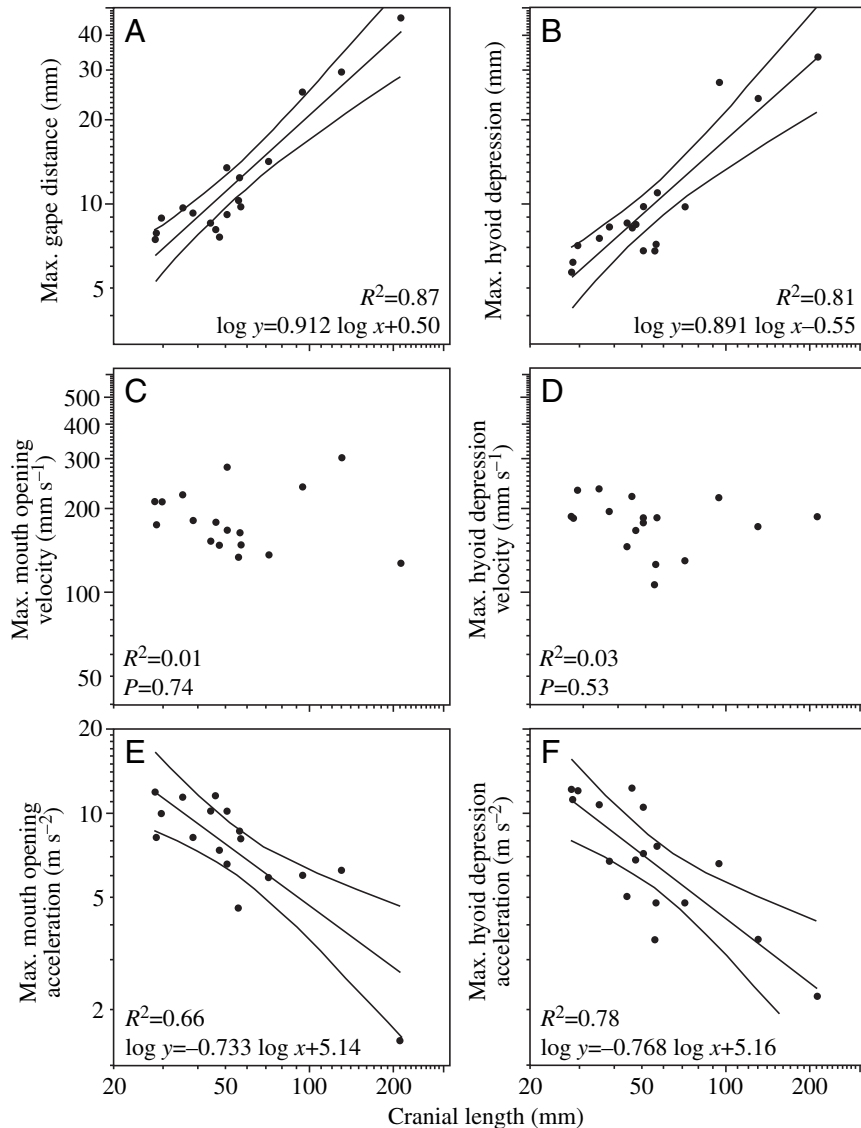 A
Max. gape distance (mm)
40
30
20
10
5
R²=0.87
log y=0.912 log x+0.50
B
Max. hyoid depression (mm)
R²=0.81
log y=0.891 log x–0.55
C
Max. mouth opening
velocity (mm s⁻¹)
500
400
300
200
100
50
R²=0.01
P=0.74
D
Max. hyoid depression
velocity (mm s⁻¹)
R²=0.03
P=0.53
E
Max. mouth opening
acceleration (m s⁻²)
20
10
5
2
R²=0.66
log y=–0.733 log x+5.14
20 50 100 200
F
Max. hyoid depression
acceleration (m s⁻²)
R²=0.78
log y=–0.768 log x+5.16
20 50 100 200
Cranial length (mm)